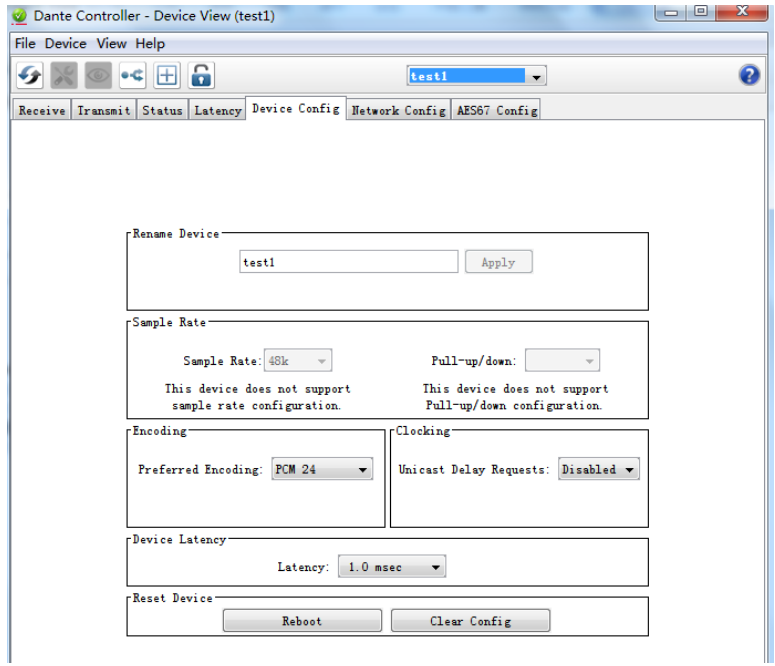 Dante Controller - Device View (test1)
File Device View Help
test1
Receive Transmit Status Latency Device Config Network Config AES67 Config
Rename Device
test1 Apply
Sample Rate
Sample Rate: 48k Pull-up/down:
This device does not support This device does not support
sample rate configuration. Pull-up/down configuration.
Encoding Clocking
Preferred Encoding: PCM 24 Unicast Delay Requests: Disabled
Device Latency
Latency: 1.0 msec
Reset Device
Reboot Clear Config